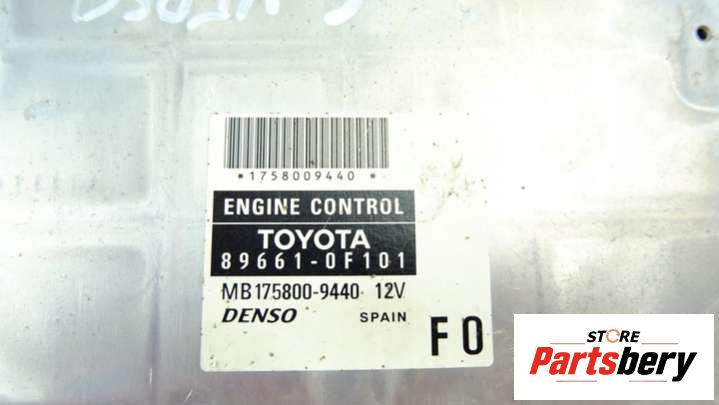 *1758009440*
ENGINE CONTROL
TOYOTA
89661-0F101
MB175800-9440 12V
DENSO SPAIN
F0
STORE
Partsbery